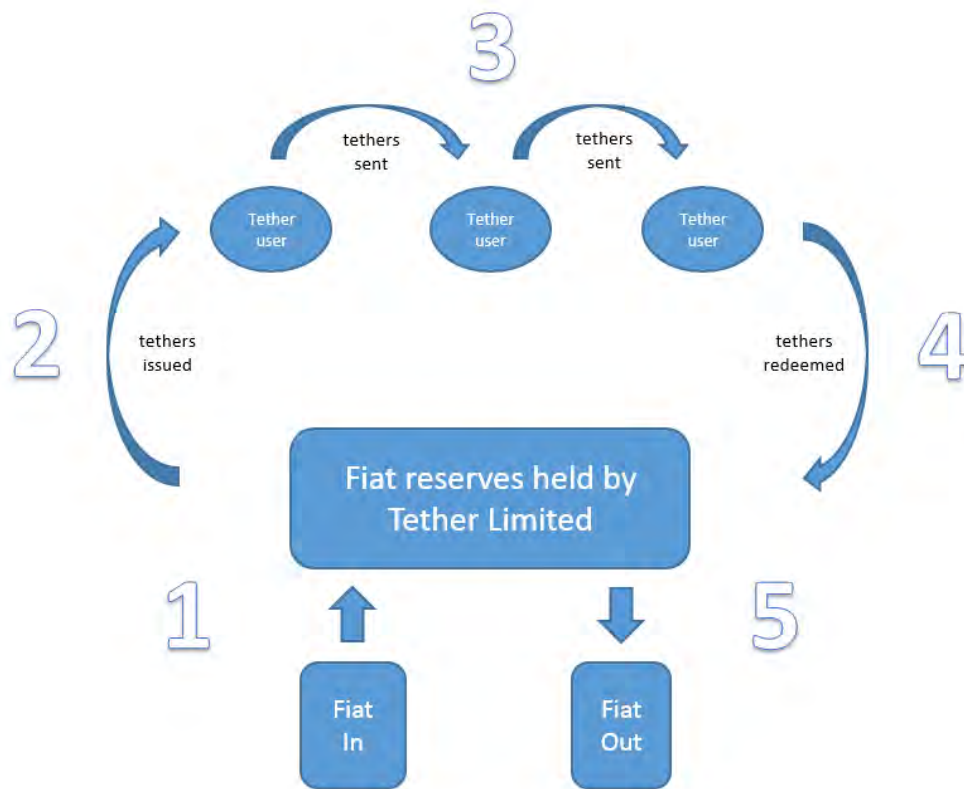 3
tethers
sent
tethers
sent
Tether
user
Tether
user
Tether
user
2
tethers
issued
4
tethers
redeemed
Fiat reserves held by
Tether Limited
1
5
Fiat
In
Fiat
Out